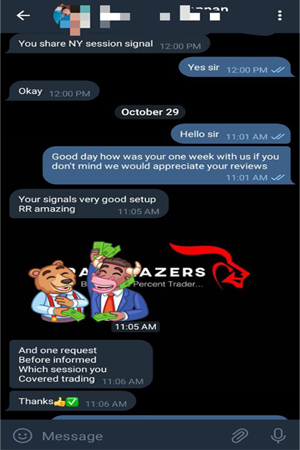 You share NY session signal 12:00 PM
Yes sir 12:00 PM
Okay 12:00 PM
October 29
Hello sir 11:01 AM
Good day how was your one week with us if you
don't mind we would appreciate your reviews
11:01 AM
Your signals very good setup
RR amazing 11:05 AM
AZERS
Percent Trader...
11:05 AM
And one request
Before informed
Which session you
Covered trading 11:06 AM
Thanks👍✅ 11:06 AM
Message